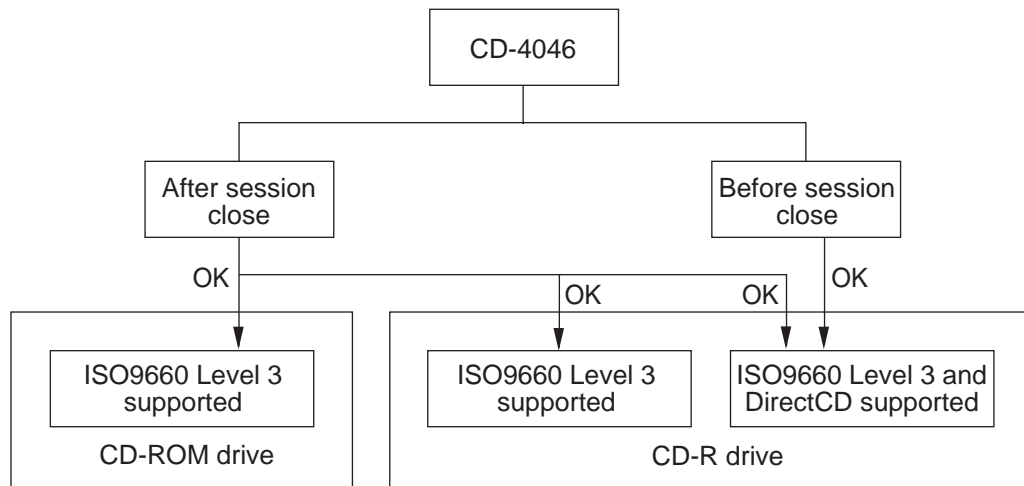 CD-4046
After session
close
Before session
close
OK
OK
OK
OK
ISO9660 Level 3
supported
ISO9660 Level 3
supported
ISO9660 Level 3 and
DirectCD supported
CD-ROM drive
CD-R drive